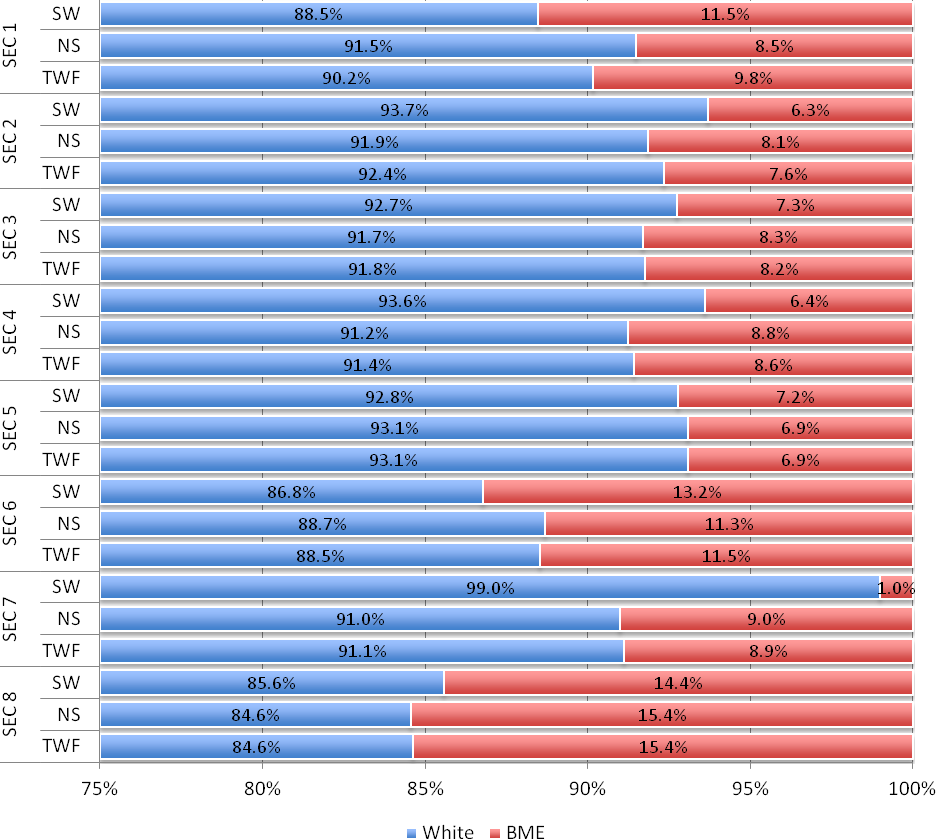 SEC 1
SW 88.5% 11.5%
NS 91.5% 8.5%
TWF 90.2% 9.8%
SEC 2
SW 93.7% 6.3%
NS 91.9% 8.1%
TWF 92.4% 7.6%
SEC 3
SW 92.7% 7.3%
NS 91.7% 8.3%
TWF 91.8% 8.2%
SEC 4
SW 93.6% 6.4%
NS 91.2% 8.8%
TWF 91.4% 8.6%
SEC 5
SW 92.8% 7.2%
NS 93.1% 6.9%
TWF 93.1% 6.9%
SEC 6
SW 86.8% 13.2%
NS 88.7% 11.3%
TWF 88.5% 11.5%
SEC 7
SW 99.0% 1.0%
NS 91.0% 9.0%
TWF 91.1% 8.9%
SEC 8
SW 85.6% 14.4%
NS 84.6% 15.4%
TWF 84.6% 15.4%
75% 80% 85% 90% 95% 100%
White BME